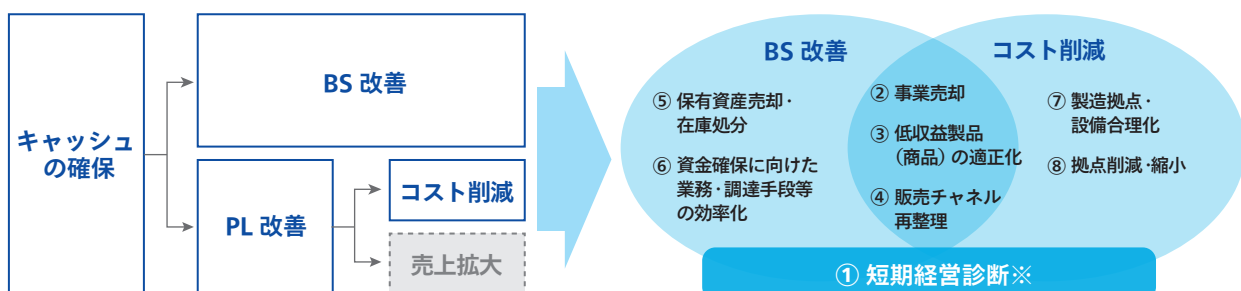 キャッシュ
の確保
BS 改善
PL 改善
コスト削減
売上拡大
BS 改善
コスト削減
⑤ 保有資産売却・
在庫処分
⑥ 資金確保に向けた
業務・調達手段等
の効率化
② 事業売却
③ 低収益製品
(商品)の適正化
④ 販売チャネル
再整理
⑦ 製造拠点・
設備合理化
⑧ 拠点削減・縮小
① 短期経営診断※